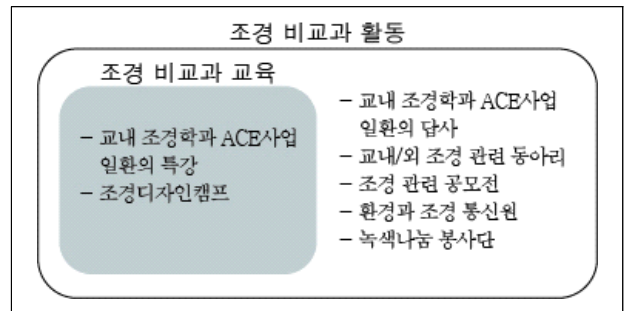 조경 비교과 활동
조경 비교과 교육
– 교내 조경학과 ACE사업
일환의 특강
– 조경디자인캠프
– 교내 조경학과 ACE사업
일환의 답사
– 교내/외 조경 관련 동아리
– 조경 관련 공모전
– 환경과 조경 통신원
– 녹색나눔 봉사단